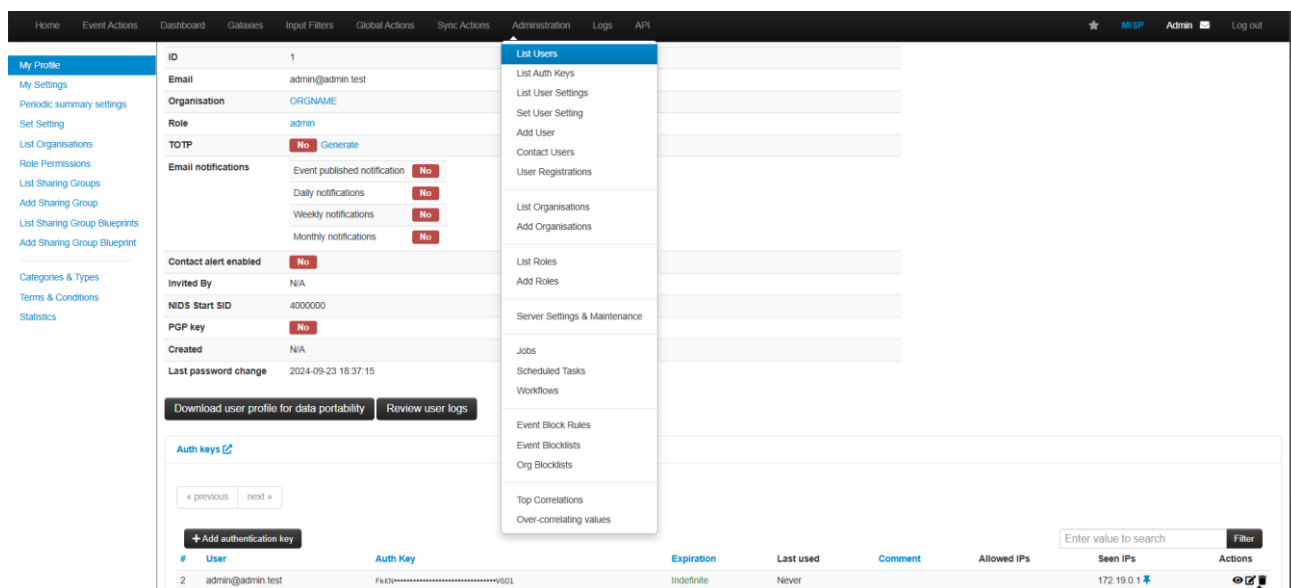 Home Event Actions Dashboard Galaxies Input Filters Global Actions Sync Actions Administration Logs API MISP Admin Log out
My Profile
My Settings
Periodic summary settings
Set Setting
List Organisations
Role Permissions
List Sharing Groups
Add Sharing Group
List Sharing Group Blueprints
Add Sharing Group Blueprint
Categories & Types
Terms & Conditions
Statistics
ID 1
Email admin@admin.test
Organisation ORGNAME
Role admin
TOTP No Generate
Email notifications Event published notification No
Daily notifications No
Weekly notifications No
Monthly notifications No
Contact alert enabled No
Invited By N/A
NIDS Start SID 4000000
PGP key No
Created N/A
Last password change 2024-09-23 18:37:15
Download user profile for data portability Review user logs
List Users
List Auth Keys
List User Settings
Set User Setting
Add User
Contact Users
User Registrations
List Organisations
Add Organisations
List Roles
Add Roles
Server Settings & Maintenance
Jobs
Scheduled Tasks
Workflows
Event Block Rules
Event Blocklists
Org Blocklists
Top Correlations
Over-correlating values
Auth keys
« previous next »
+ Add authentication key Enter value to search Filter
# User Auth Key Expiration Last used Comment Allowed IPs Seen IPs Actions
2 admin@admin.test FkKN••••••••••••••••••••••••••••••••VGO1 Indefinite Never 172.19.0.1